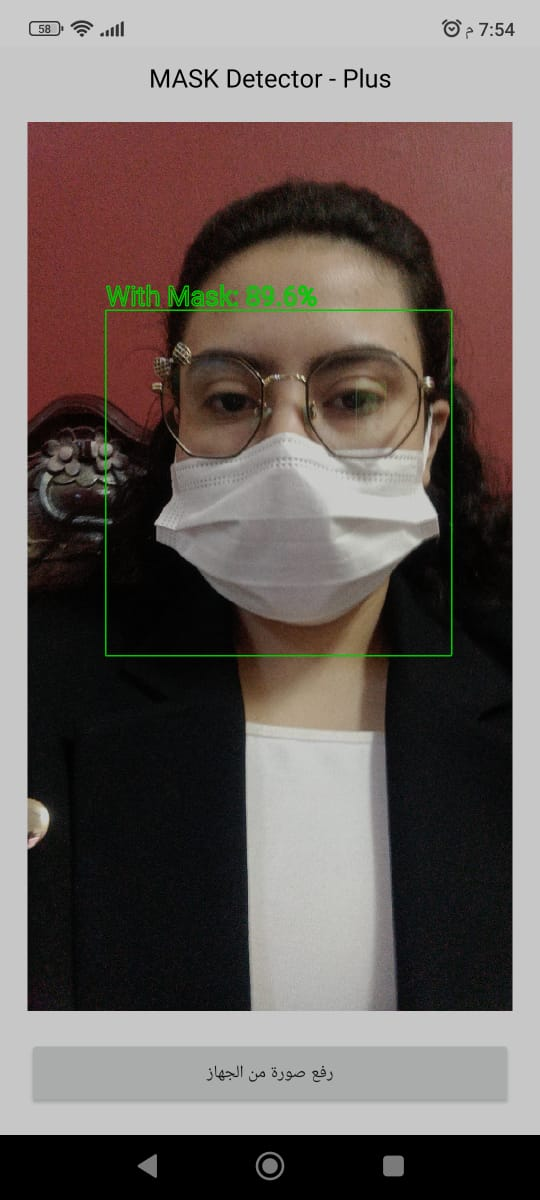 58
7:54 م
MASK Detector - Plus
With Mask: 89.6%
رفع صورة من الجهاز